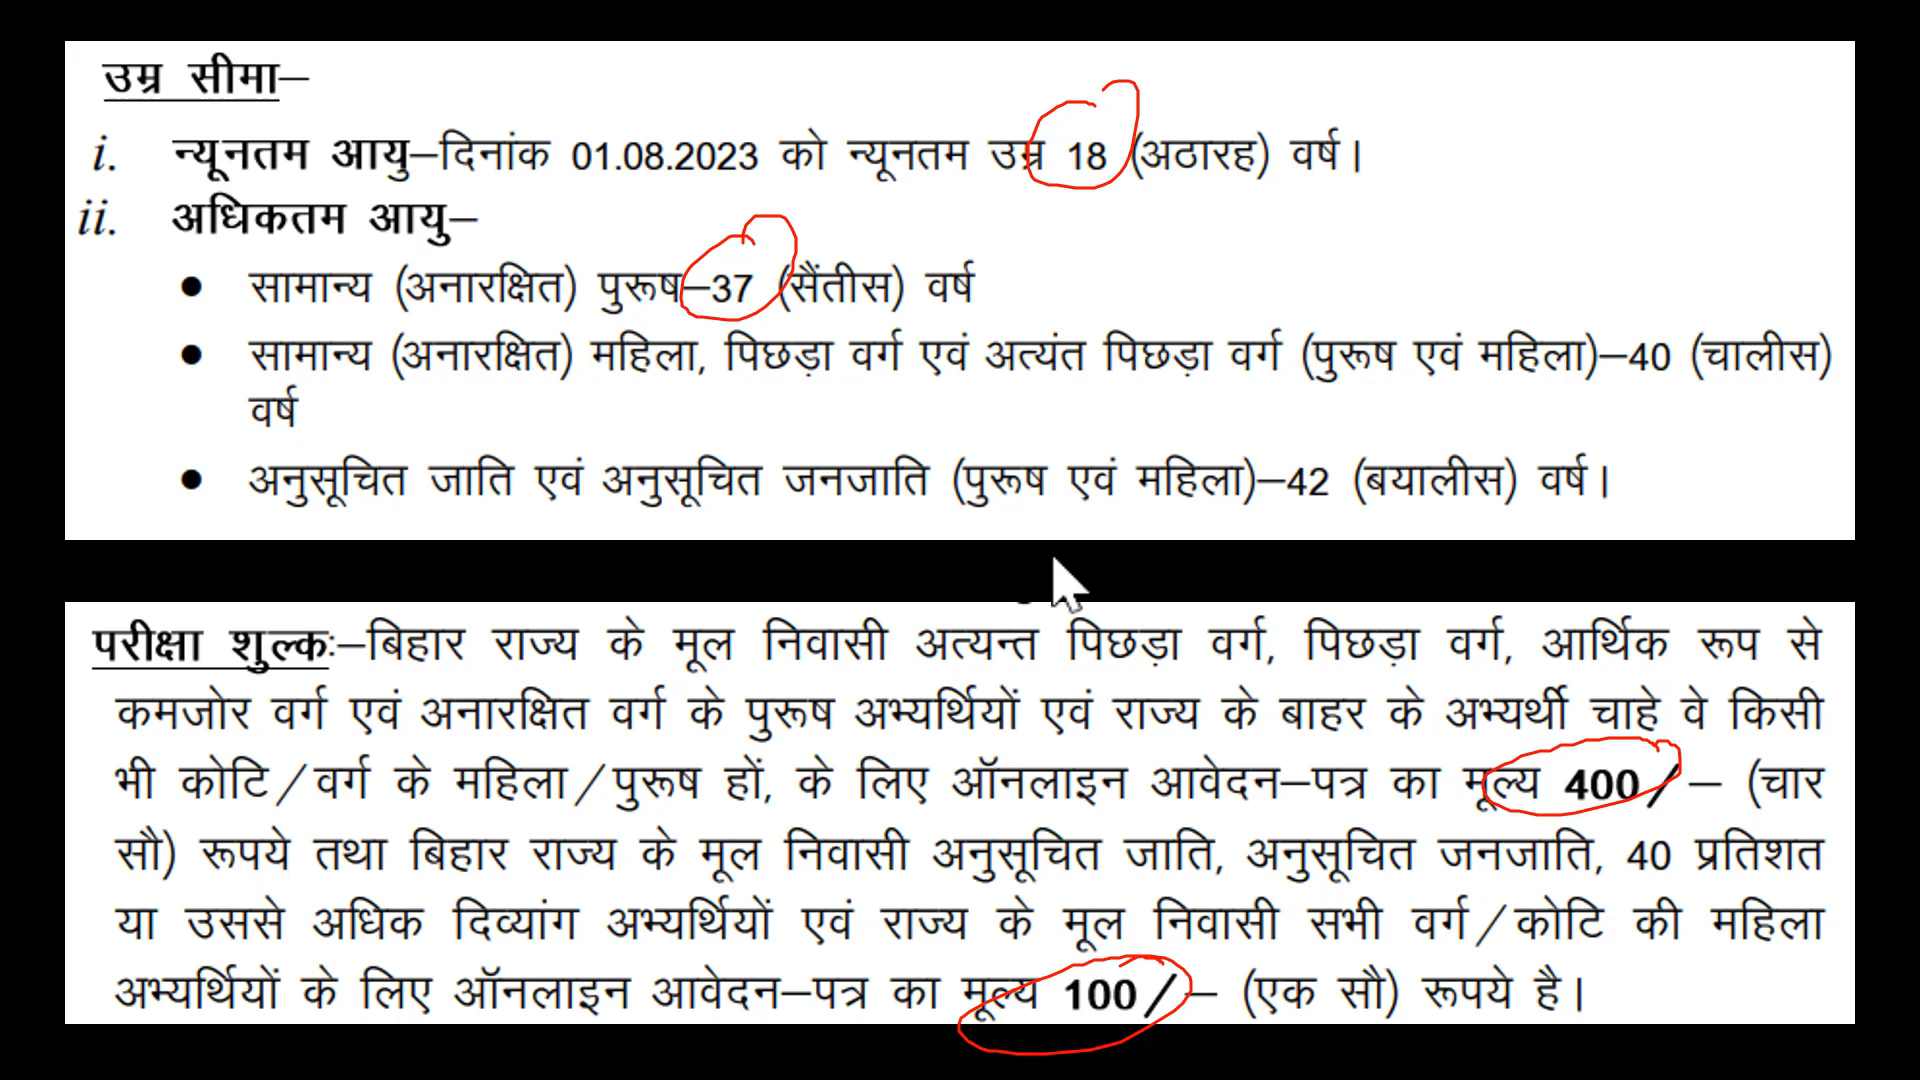 उम्र सीमा–
i. न्यूनतम आयु–दिनांक 01.08.2023 को न्यूनतम उम्र 18 (अठारह) वर्ष।
ii. अधिकतम आयु–
● सामान्य (अनारक्षित) पुरूष–37 (सैंतीस) वर्ष
● सामान्य (अनारक्षित) महिला, पिछड़ा वर्ग एवं अत्यंत पिछड़ा वर्ग (पुरूष एवं महिला)–40 (चालीस)
वर्ष
● अनुसूचित जाति एवं अनुसूचित जनजाति (पुरूष एवं महिला)–42 (बयालीस) वर्ष।
परीक्षा शुल्कः–बिहार राज्य के मूल निवासी अत्यन्त पिछड़ा वर्ग, पिछड़ा वर्ग, आर्थिक रूप से
कमजोर वर्ग एवं अनारक्षित वर्ग के पुरूष अभ्यर्थियों एवं राज्य के बाहर के अभ्यर्थी चाहे वे किसी
भी कोटि/वर्ग के महिला/पुरूष हों, के लिए ऑनलाइन आवेदन–पत्र का मूल्य 400/– (चार
सौ) रूपये तथा बिहार राज्य के मूल निवासी अनुसूचित जाति, अनुसूचित जनजाति, 40 प्रतिशत
या उससे अधिक दिव्यांग अभ्यर्थियों एवं राज्य के मूल निवासी सभी वर्ग/कोटि की महिला
अभ्यर्थियों के लिए ऑनलाइन आवेदन–पत्र का मूल्य 100/– (एक सौ) रूपये है।